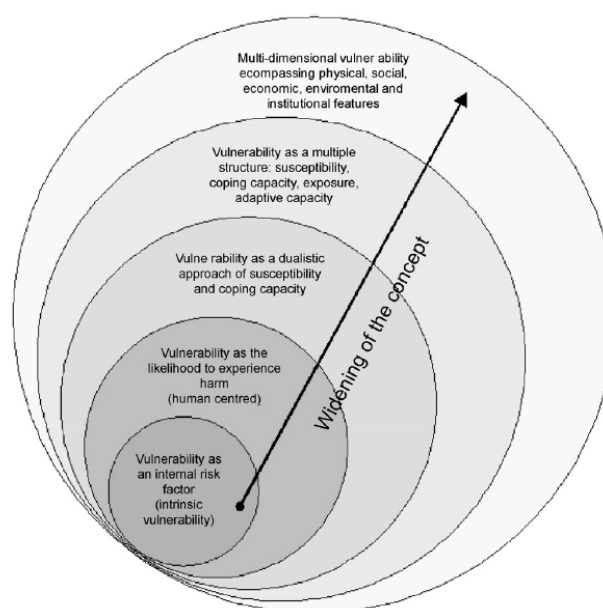 Multi-dimensional vulner ability
ecompassing physical, social,
economic, enviromental and
institutional features
Vulnerability as a multiple
structure: susceptibility,
coping capacity, exposure,
adaptive capacity
Vulne rability as a dualistic
approach of susceptibility
and coping capacity
Widening of the concept
Vulnerability as the
likelihood to experience
harm
(human centred)
Vulnerability as
an internal risk
factor
(intrinsic
vulnerability)